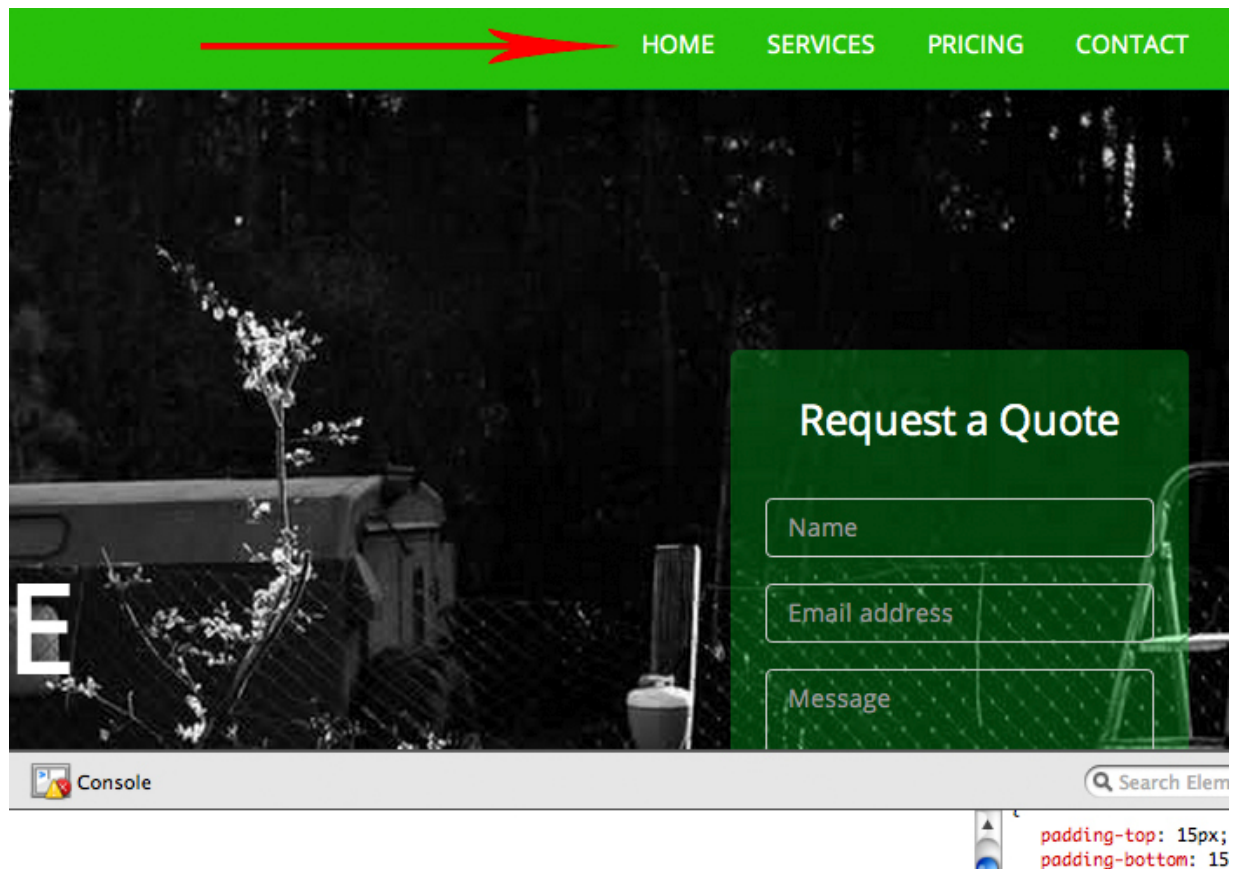 HOME SERVICES PRICING CONTACT
Request a Quote
Name
Email address
E
Message
Console
Search Elem
padding-top: 15px;
padding-bottom: 15